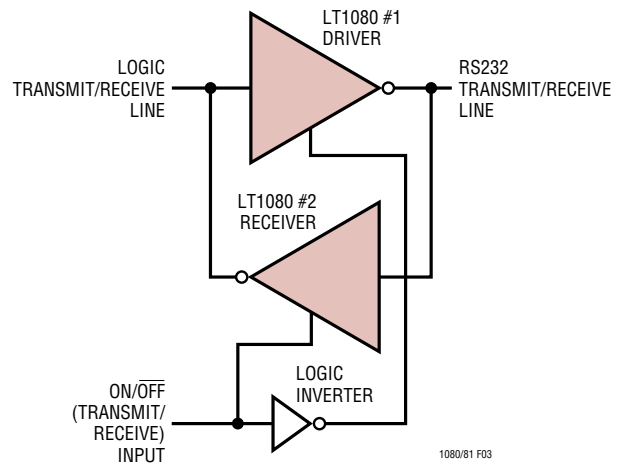 LT1080 #1
DRIVER
LOGIC
TRANSMIT/RECEIVE
LINE
RS232
TRANSMIT/RECEIVE
LINE
LT1080 #2
RECEIVER
LOGIC
INVERTER
ON/O̅F̅F̅
(TRANSMIT/
RECEIVE)
INPUT
1080/81 F03